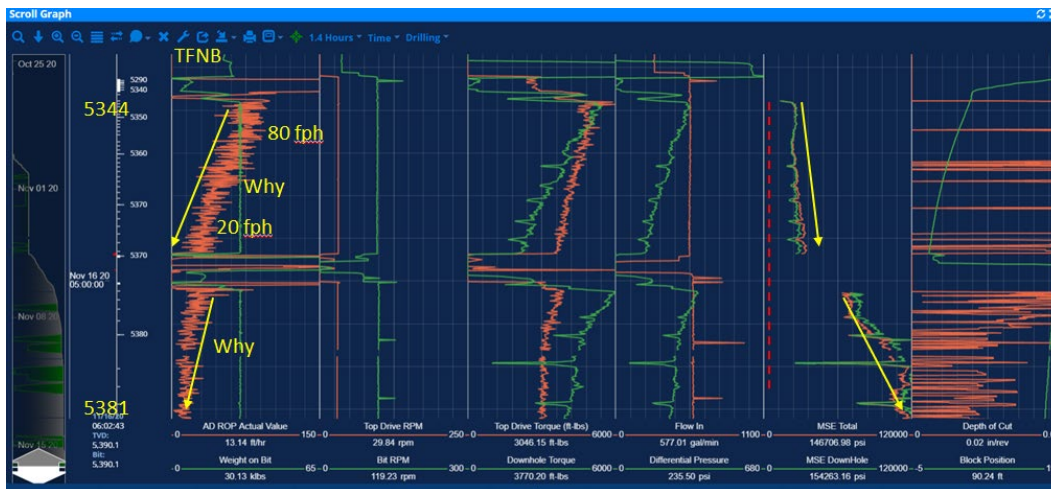 Scroll Graph
1.4 Hours Time Drilling
TFNB
Oct 25 20
Nov 01 20
Nov 08 20
Nov 15 20
Nov 16 20
05:00:00
5290
5340
5344
5350
5360
5370
5370
5380
5381
80 fph
Why
20 fph
Why
11/16/20
06:02:43
TVD:
5,390.1
Bit:
5,390.1
0 AD ROP Actual Value 150
13.14 ft/hr
0 Top Drive RPM 250
29.84 rpm
0 Top Drive Torque (ft-lbs) 6000
3046.15 ft-lbs
0 Flow In 1100
577.01 gal/min
0 MSE Total 120000
146706.98 psi
0 Depth of Cut
0.02 in/rev
0 Weight on Bit 65
30.13 klbs
0 Bit RPM 300
119.23 rpm
0 Downhole Torque 6000
3770.20 ft-lbs
0 Differential Pressure 680
235.50 psi
0 MSE DownHole 120000
154263.16 psi
-5 Block Position
90.24 ft